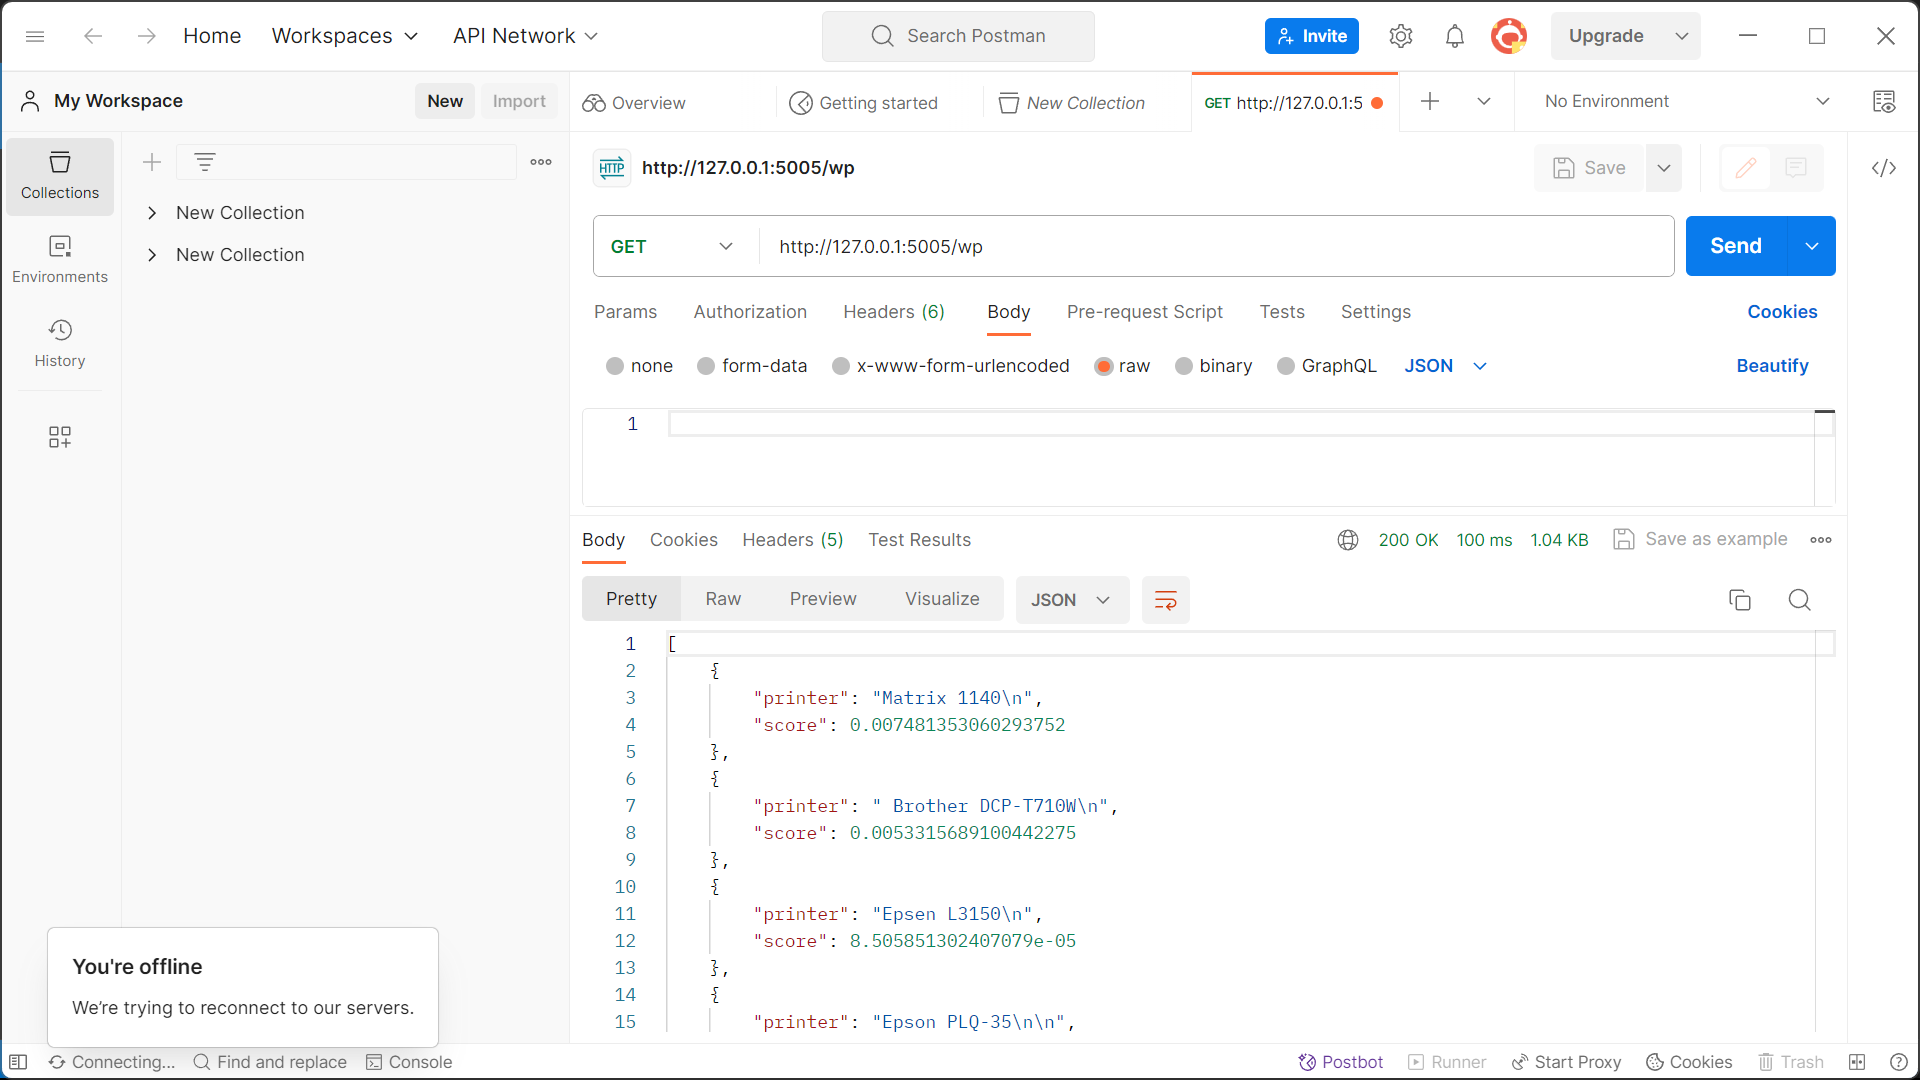 Home Workspaces API Network Search Postman Invite Upgrade
My Workspace New Import Overview Getting started New Collection GET http://127.0.0.1:5 No Environment
Collections
New Collection
New Collection
Environments
History
HTTP http://127.0.0.1:5005/wp Save
GET http://127.0.0.1:5005/wp Send
Params Authorization Headers (6) Body Pre-request Script Tests Settings Cookies
none form-data x-www-form-urlencoded raw binary GraphQL JSON Beautify
1
Body Cookies Headers (5) Test Results 200 OK 100 ms 1.04 KB Save as example
Pretty Raw Preview Visualize JSON
1 [
2 {
3 "printer": "Matrix 1140\n",
4 "score": 0.007481353060293752
5 },
6 {
7 "printer": " Brother DCP-T710W\n",
8 "score": 0.0053315689100442275
9 },
10 {
11 "printer": "Epsen L3150\n",
12 "score": 8.505851302407079e-05
13 },
14 {
15 "printer": "Epson PLQ-35\n\n",
You're offline
We're trying to reconnect to our servers.
Connecting... Find and replace Console Postbot Runner Start Proxy Cookies Trash